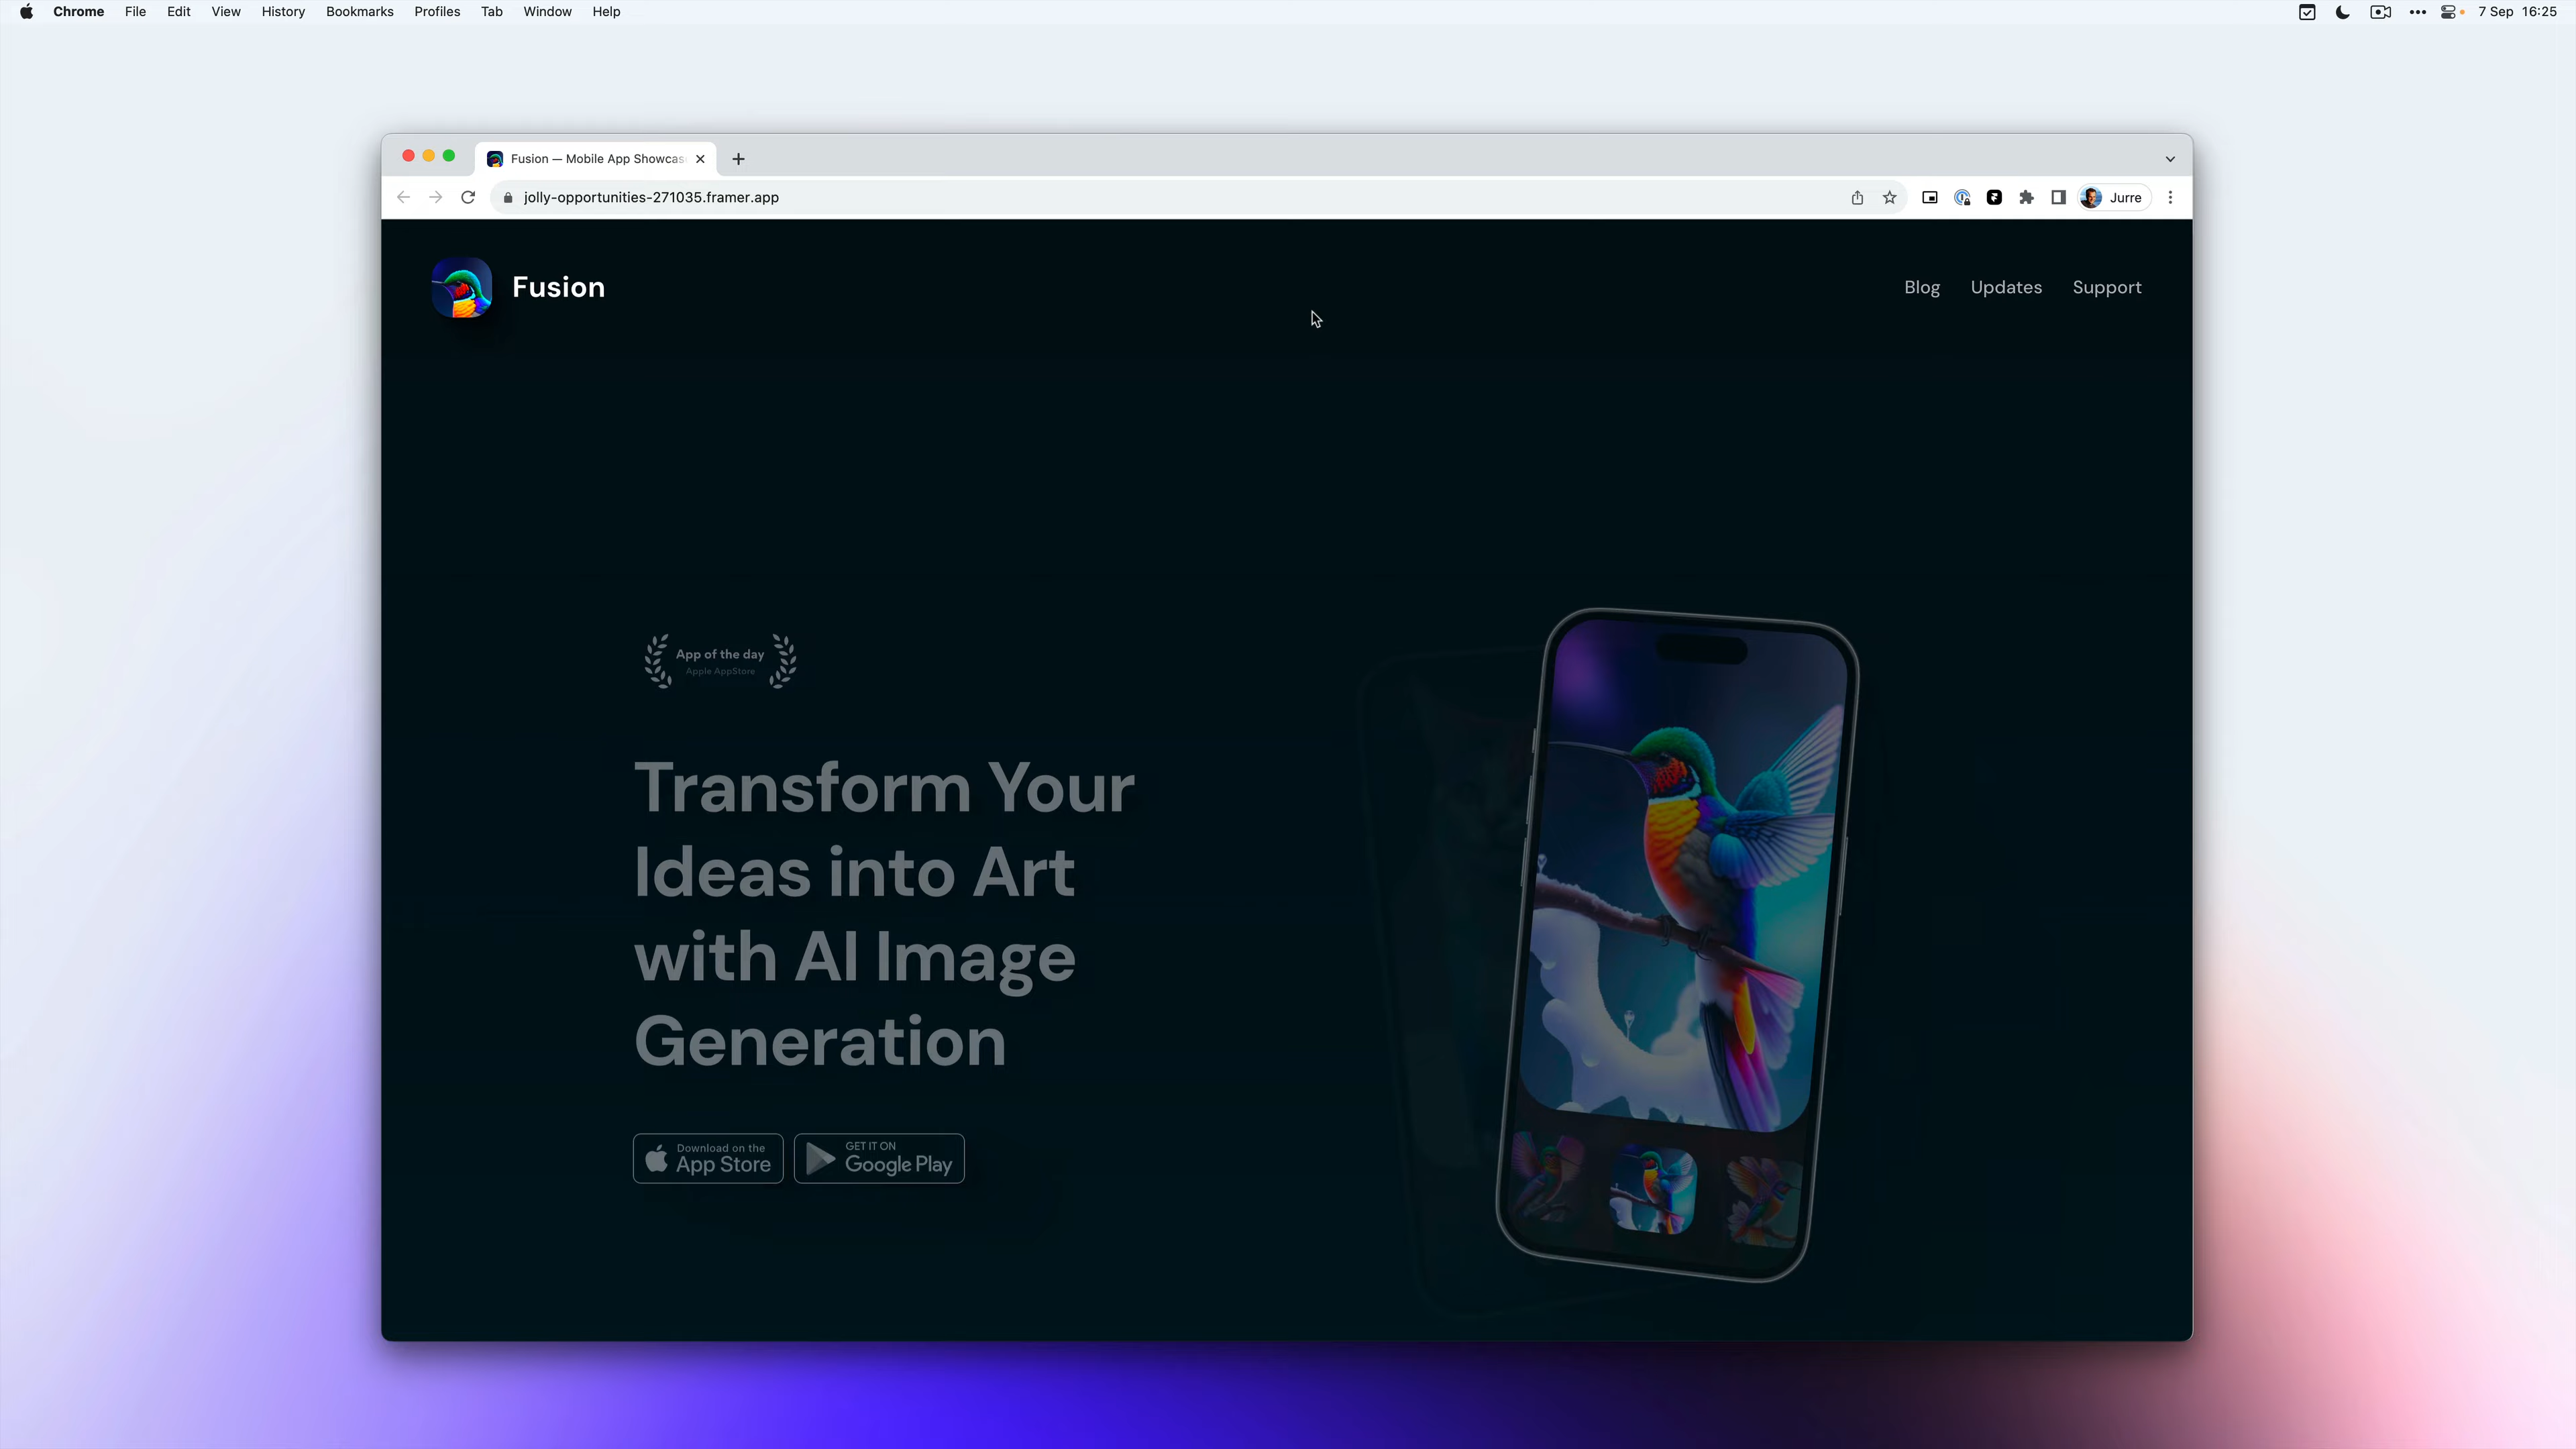 Chrome File Edit View History Bookmarks Profiles Tab Window Help 7 Sep 16:25
Fusion — Mobile App Showcas
jolly-opportunities-271035.framer.app Jurre
Fusion Blog Updates Support
App of the day
Apple AppStore
Transform Your
Ideas into Art
with AI Image
Generation
Download on the
App Store
GET IT ON
Google Play